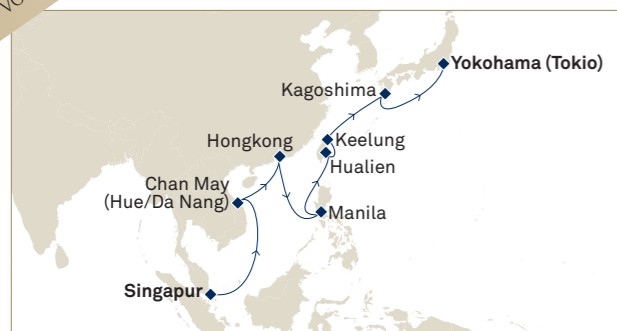 Yokohama (Tokio)
Kagoshima
Keelung
Hongkong
Hualien
Chan May
(Hue/Da Nang)
Manila
Singapur